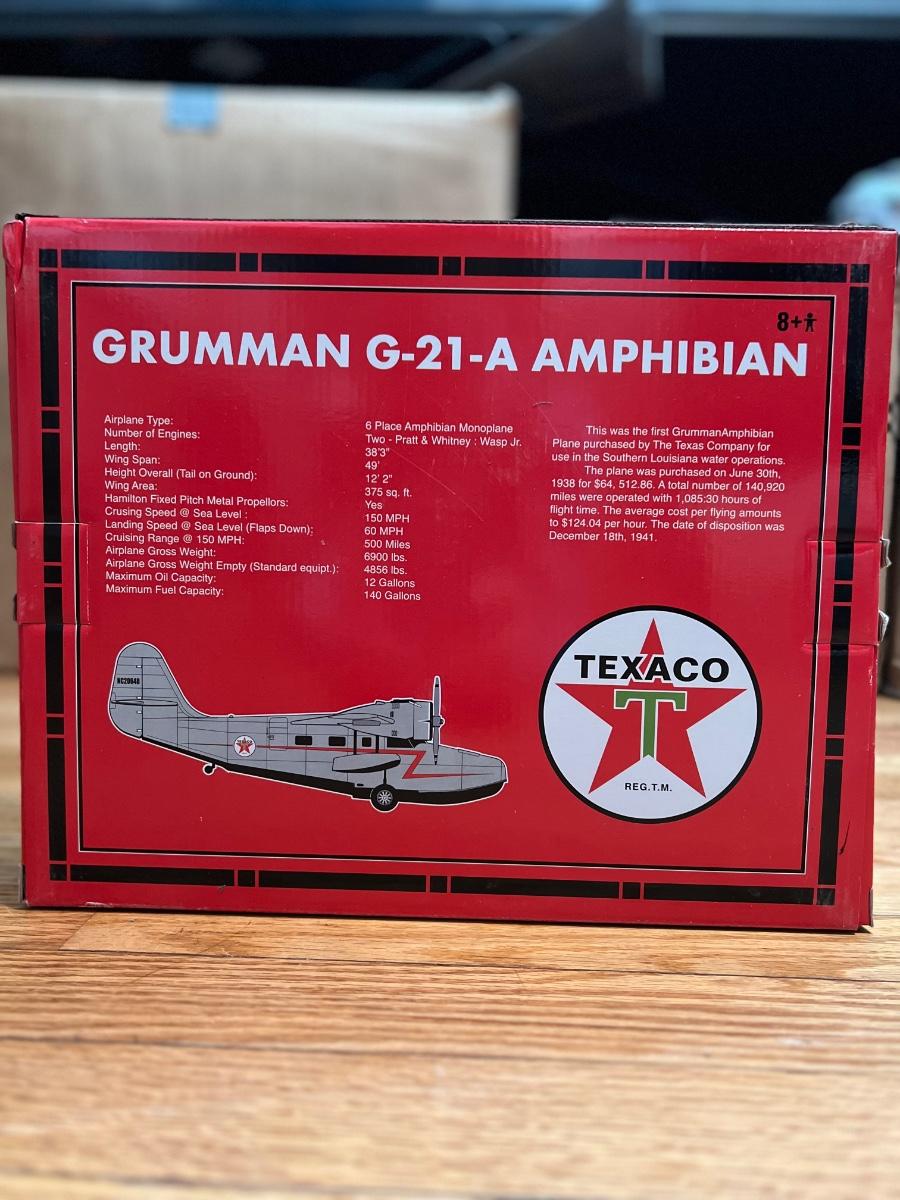 8+
GRUMMAN G-21-A AMPHIBIAN
Airplane Type: 6 Place Amphibian Monoplane
Number of Engines: Two - Pratt & Whitney : Wasp Jr.
Length: 38'3"
Wing Span: 49'
Height Overall (Tail on Ground): 12' 2"
Wing Area: 375 sq. ft.
Hamilton Fixed Pitch Metal Propellors: Yes
Crusing Speed @ Sea Level : 150 MPH
Landing Speed @ Sea Level (Flaps Down): 60 MPH
Cruising Range @ 150 MPH: 500 Miles
Airplane Gross Weight: 6900 lbs.
Airplane Gross Weight Empty (Standard equipt.): 4856 lbs.
Maximum Oil Capacity: 12 Gallons
Maximum Fuel Capacity: 140 Gallons
This was the first GrummanAmphibian
Plane purchased by The Texas Company for
use in the Southern Louisiana water operations.
The plane was purchased on June 30th,
1938 for $64, 512.86. A total number of 140,920
miles were operated with 1,085:30 hours of
flight time. The average cost per flying amounts
to $124.04 per hour. The date of disposition was
December 18th, 1941.
TEXACO
T
REG.T.M.